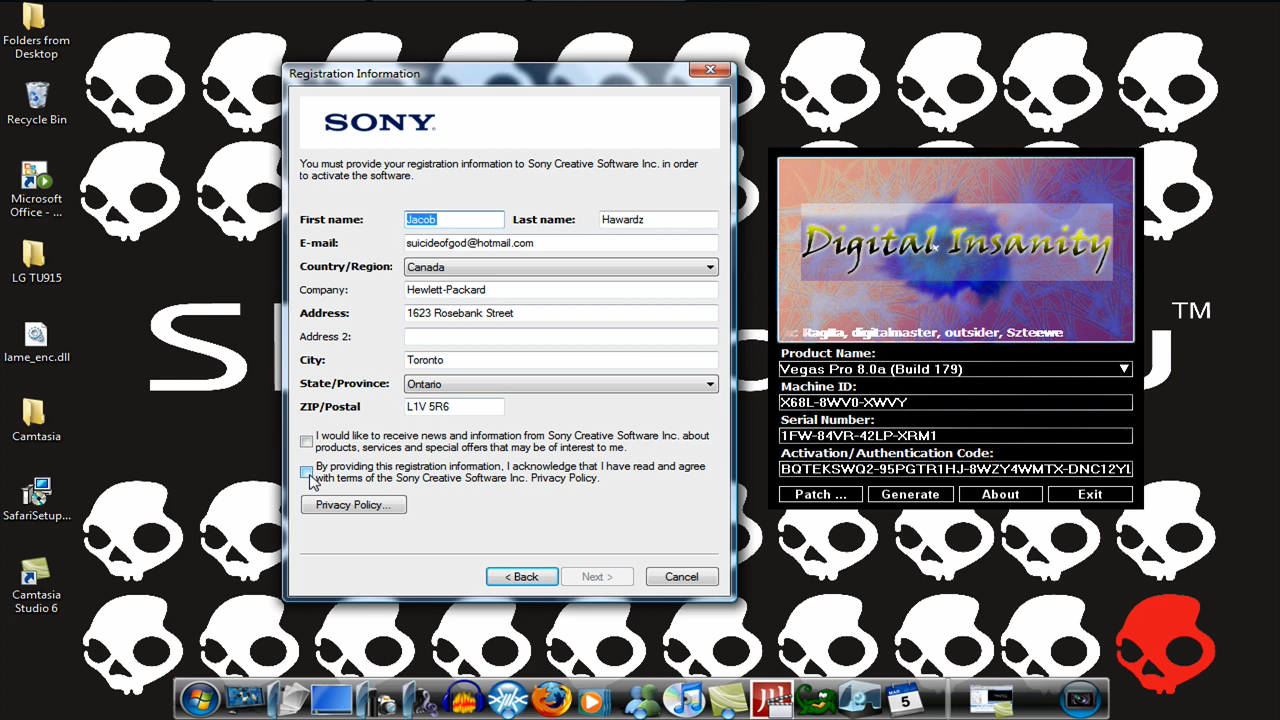 Folders from
Desktop
Recycle Bin
Microsoft
Office - ...
LG TU915
lame_enc.dll
Camtasia
SafariSetup...
Camtasia
Studio 6
Registration Information
SONY
You must provide your registration information to Sony Creative Software Inc. in order
to activate the software.
First name: Jacob Last name: Hawardz
E-mail: suicideofgod@hotmail.com
Country/Region: Canada
Company: Hewlett-Packard
Address: 1623 Rosebank Street
Address 2:
City: Toronto
State/Province: Ontario
ZIP/Postal L1V 5R6
I would like to receive news and information from Sony Creative Software Inc. about
products, services and special offers that may be of interest to me.
By providing this registration information, I acknowledge that I have read and agree
with terms of the Sony Creative Software Inc. Privacy Policy.
Privacy Policy...
< Back Next > Cancel
Digital Insanity
digitalmaster, outsider,
Product Name:
Vegas Pro 8.0a (Build 179)
Machine ID:
X68L-8WV0-XWVY
Serial Number:
1FW-84VR-42LP-XRM1
Activation/Authentication Code:
BQTEKSWQ2-95PGTR1HJ-8WZY4WMTX-DNC12YL
Patch ... Generate About Exit
TM
MAR
5